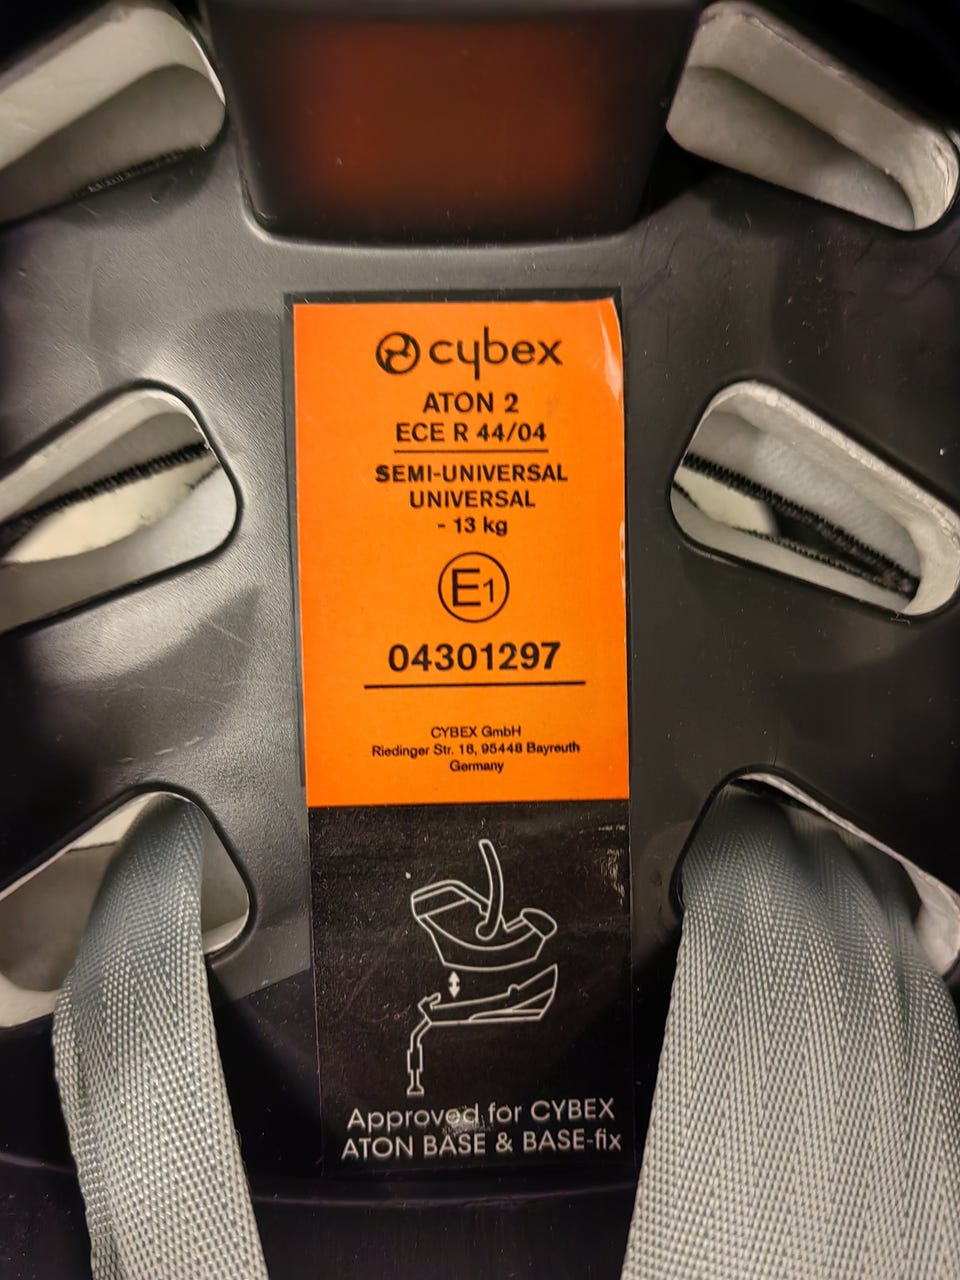 cybex
ATON 2
ECE R 44/04
SEMI-UNIVERSAL
UNIVERSAL
- 13 kg
E1
04301297
CYBEX GmbH
Riedinger Str. 18, 95448 Bayreuth
Germany
Approved for CYBEX
ATON BASE & BASE-fix